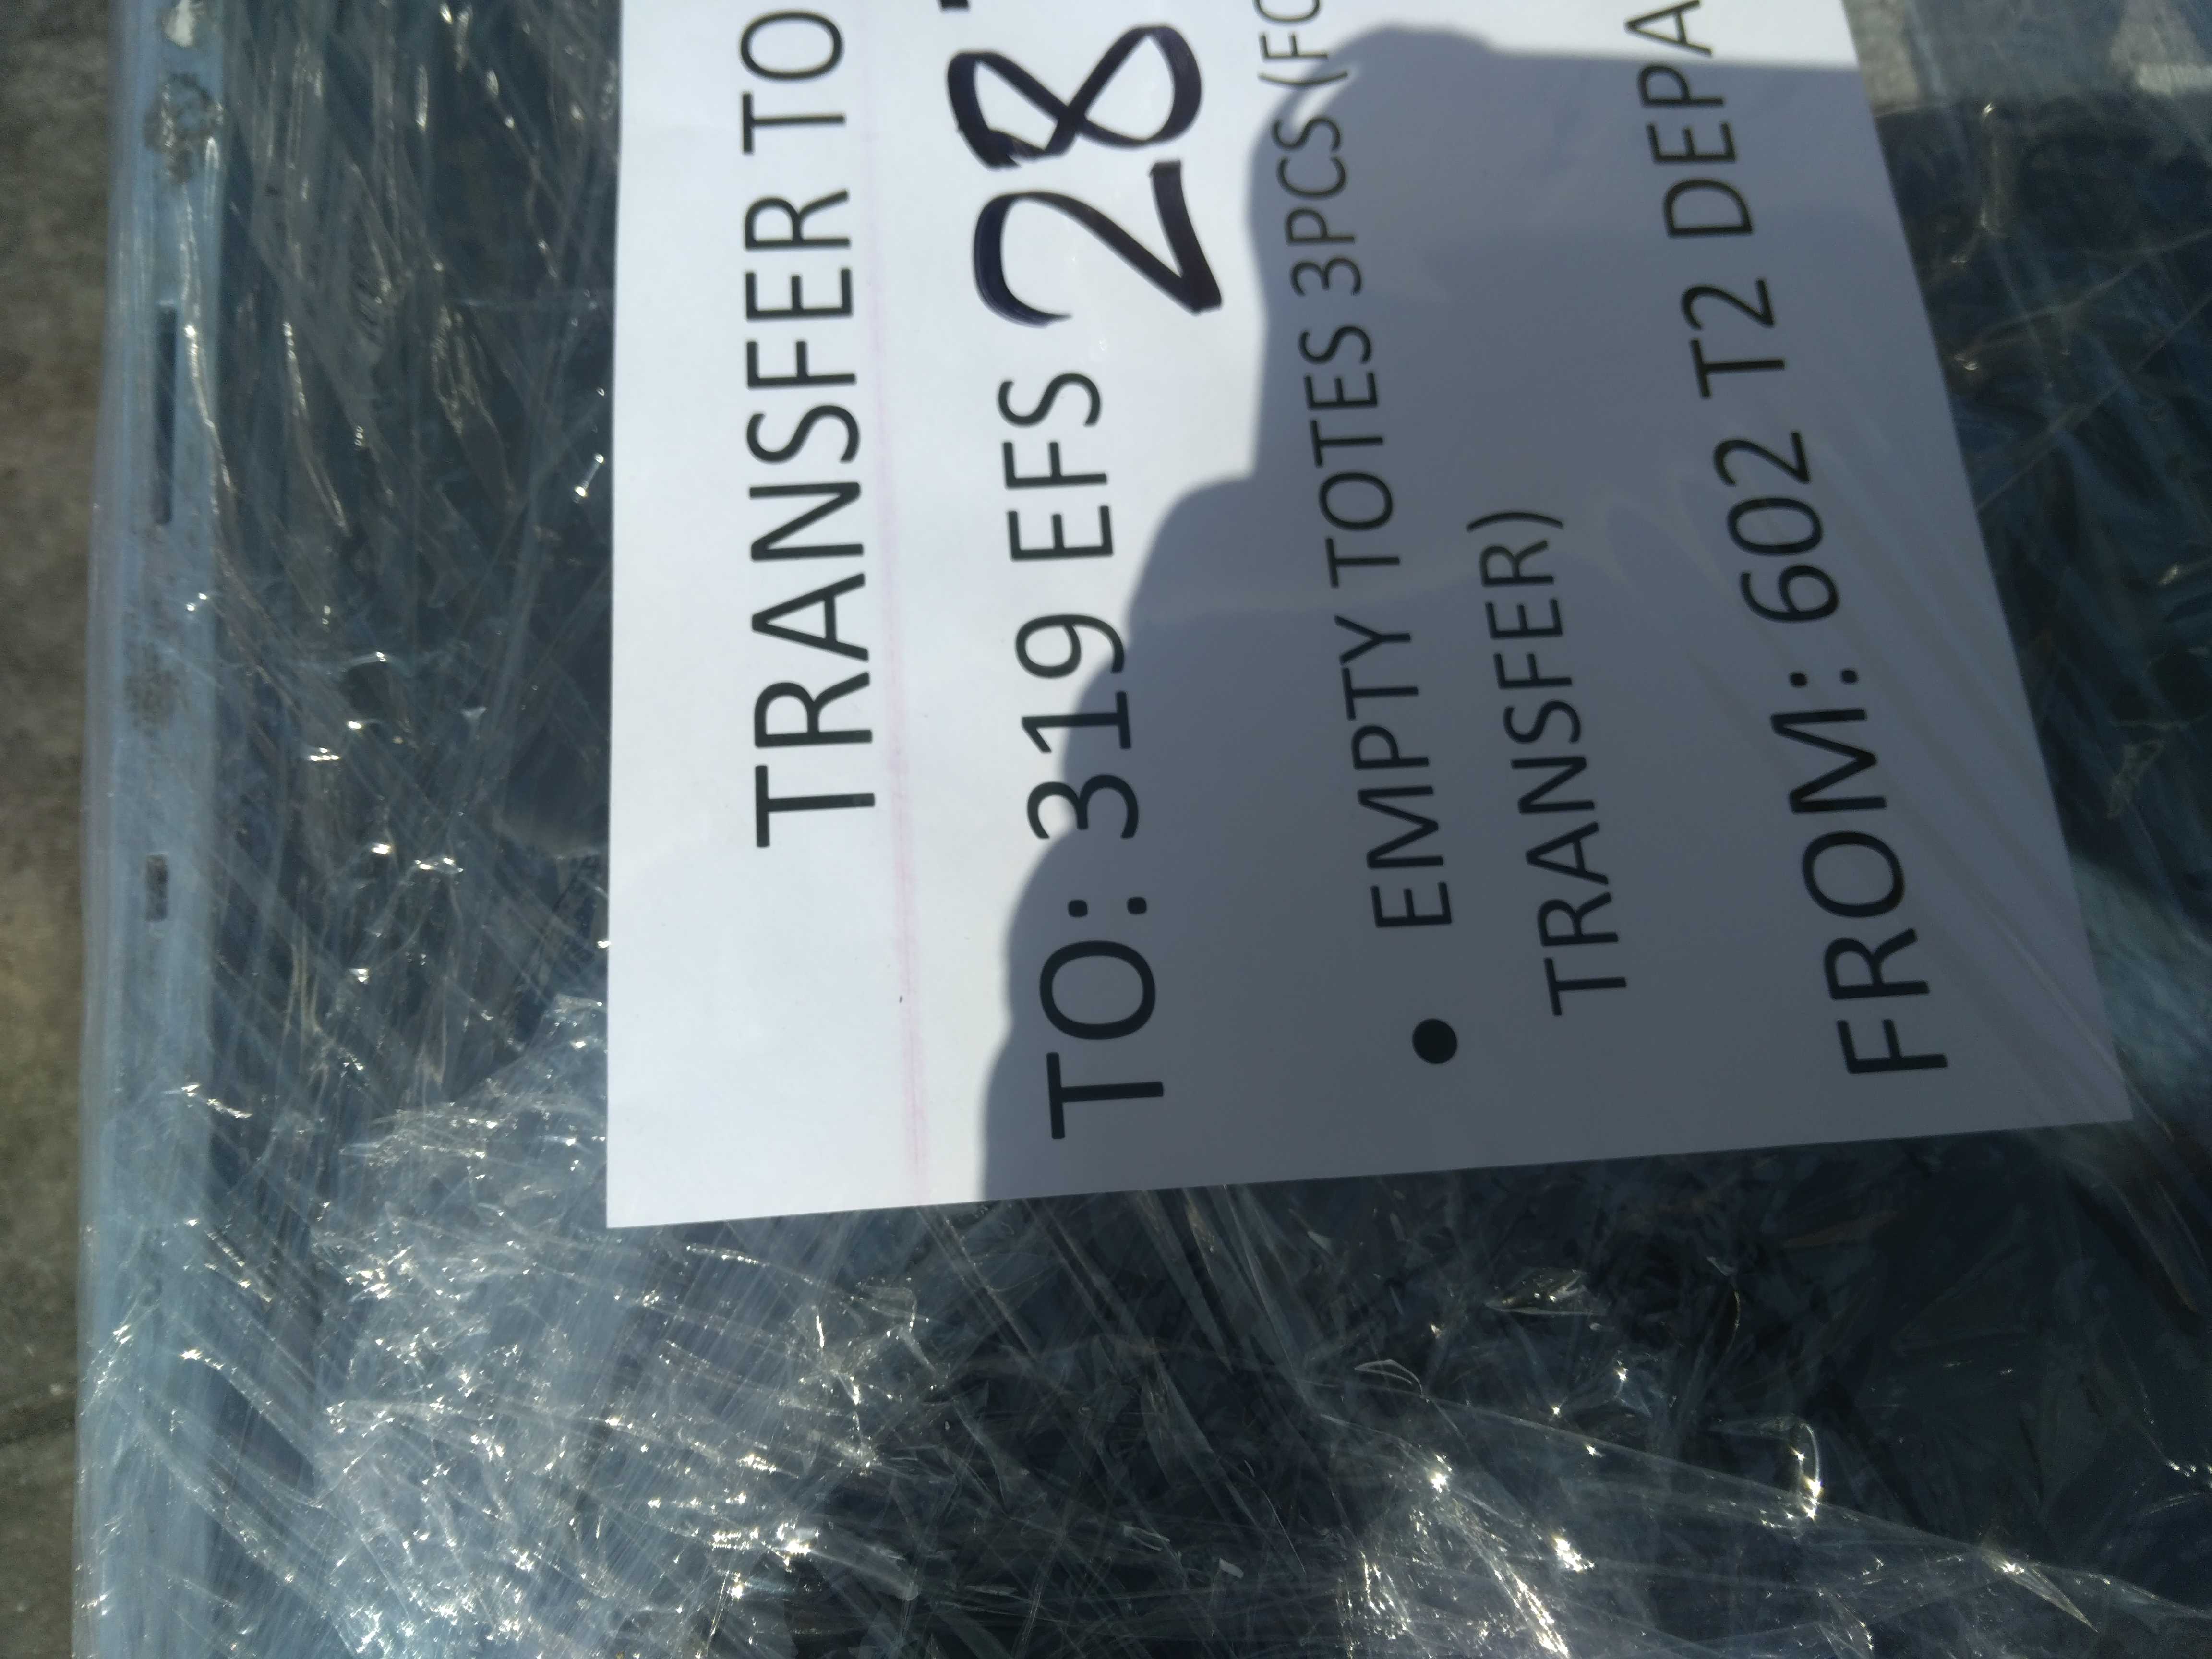 TRANSFER TO
TO: 319 EFS 28
• EMPTY TOTES 3PCS (FO
TRANSFER)
FROM: 602 T2 DEPA